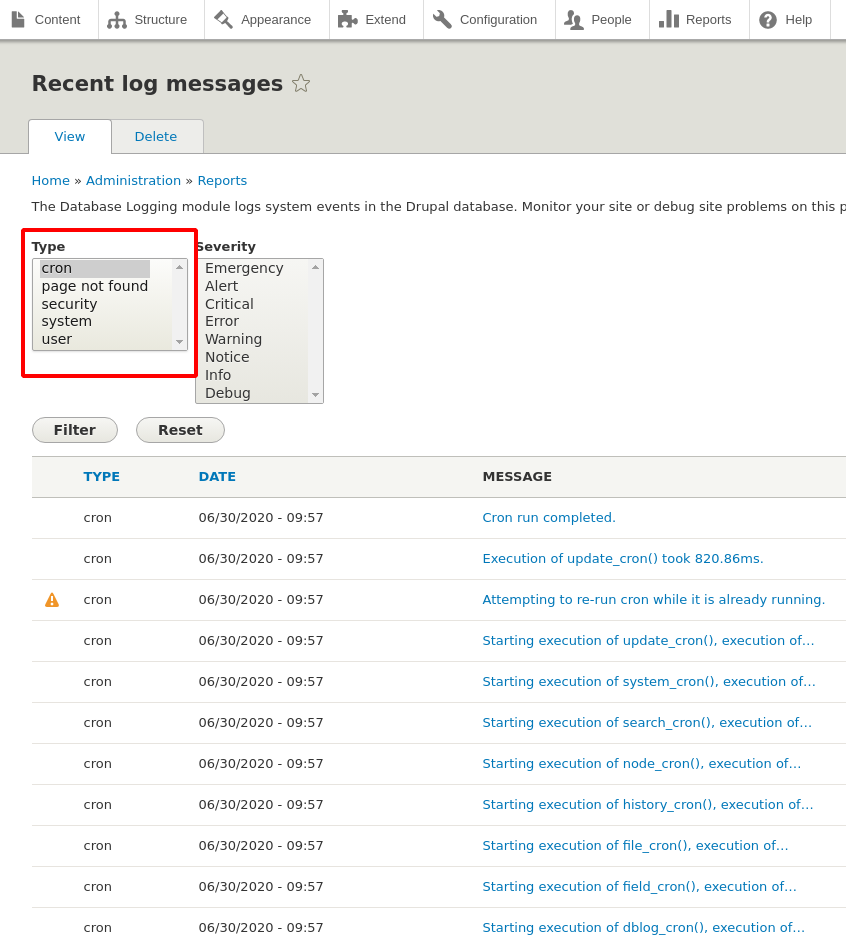 Content Structure Appearance Extend Configuration People Reports Help
Recent log messages
View Delete
Home » Administration » Reports
The Database Logging module logs system events in the Drupal database. Monitor your site or debug site problems on this p
Type
cron
page not found
security
system
user
Severity
Emergency
Alert
Critical
Error
Warning
Notice
Info
Debug
Filter Reset
TYPE DATE MESSAGE
cron 06/30/2020 - 09:57 Cron run completed.
cron 06/30/2020 - 09:57 Execution of update_cron() took 820.86ms.
cron 06/30/2020 - 09:57 Attempting to re-run cron while it is already running.
cron 06/30/2020 - 09:57 Starting execution of update_cron(), execution of…
cron 06/30/2020 - 09:57 Starting execution of system_cron(), execution of…
cron 06/30/2020 - 09:57 Starting execution of search_cron(), execution of…
cron 06/30/2020 - 09:57 Starting execution of node_cron(), execution of…
cron 06/30/2020 - 09:57 Starting execution of history_cron(), execution of…
cron 06/30/2020 - 09:57 Starting execution of file_cron(), execution of…
cron 06/30/2020 - 09:57 Starting execution of field_cron(), execution of…
cron 06/30/2020 - 09:57 Starting execution of dblog_cron(), execution of…